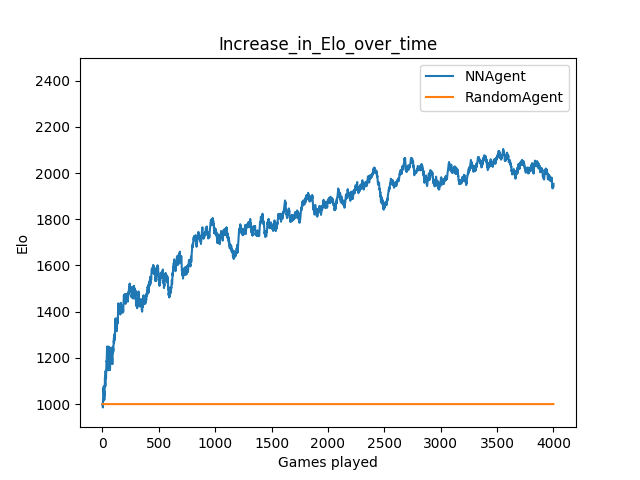 Increase_in_Elo_over_time
NNAgent
RandomAgent
2400
2200
2000
1800
1600
1400
1200
1000
Elo
0 500 1000 1500 2000 2500 3000 3500 4000
Games played